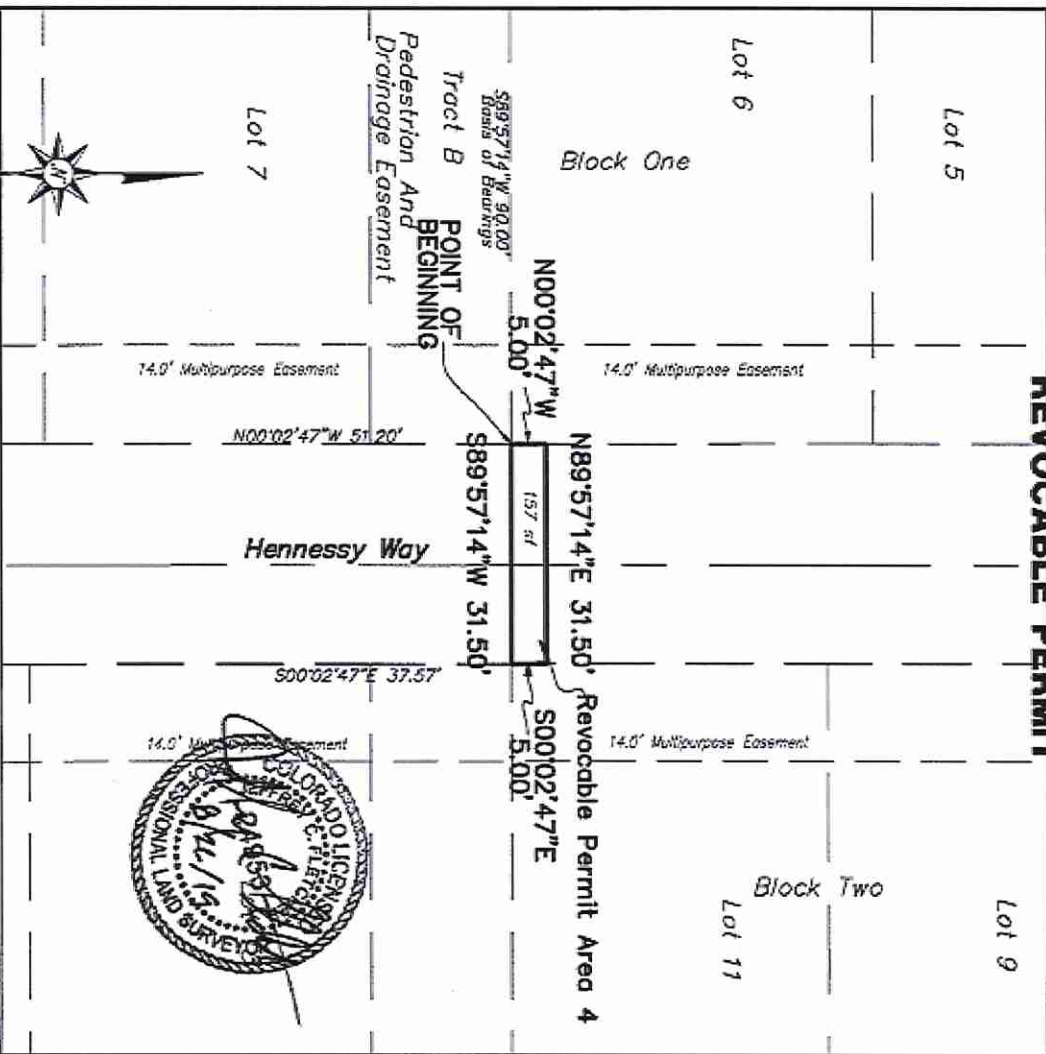 REVOCABLE PERMIT
Lot 5
Lot 6
Block One
S89°57'14"W 90.00'
Basis of Bearings
Tract B
Pedestrian And
Drainage Easement
Lot 7
N
POINT OF
BEGINNING
N00°02'47"W
5.00'
14.0' Multipurpose Easement
14.0' Multipurpose Easement
N00°02'47"W 51.20'
N89°57'14"E 31.50'
157 sf
S89°57'14"W 31.50'
Hennessy Way
Revocable Permit Area 4
S00°02'47"E
5.00'
S00°02'47"E 37.57'
14.0' Multipurpose Easement
14.0' Multipurpose Easement
Block Two
Lot 9
Lot 11
COLORADO LICENSED
JEFFREY C. FLETCHER
PROFESSIONAL LAND SURVEYOR